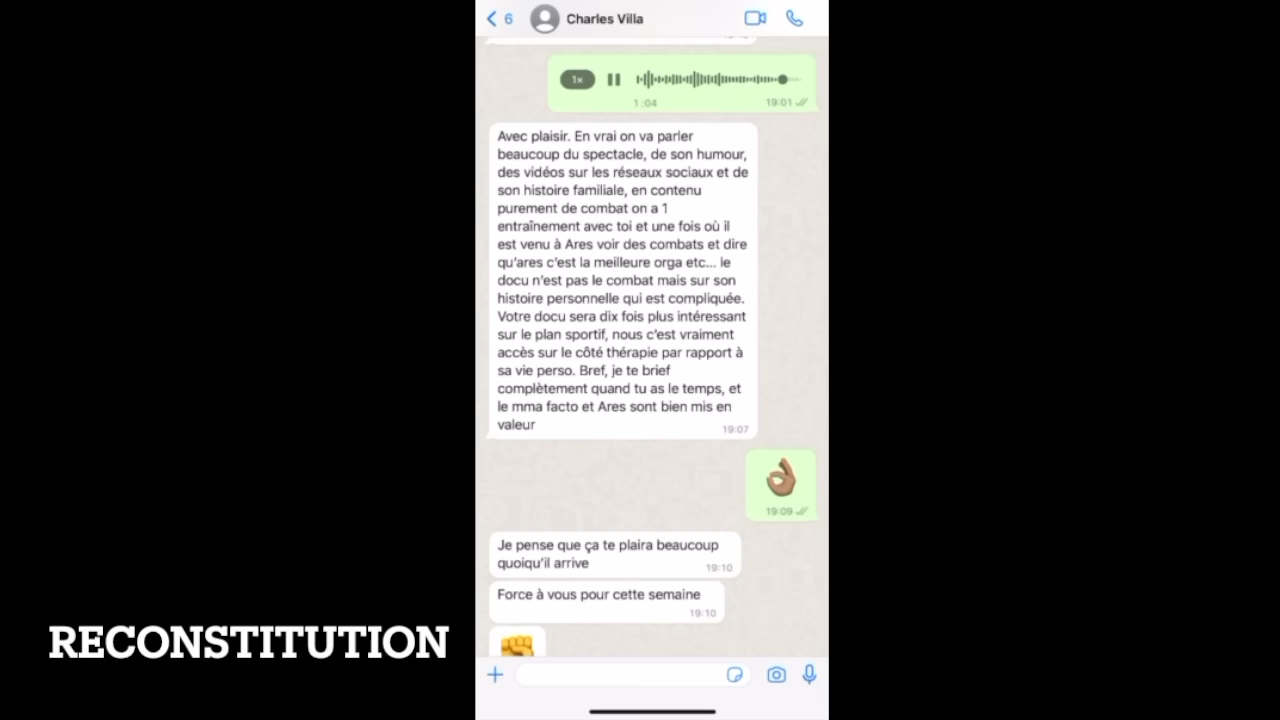 6 Charles Villa
1×
1:04 19:01
Avec plaisir. En vrai on va parler
beaucoup du spectacle, de son humour,
des vidéos sur les réseaux sociaux et de
son histoire familiale, en contenu
purement de combat on a 1
entraînement avec toi et une fois où il
est venu à Ares voir des combats et dire
qu'ares c'est la meilleure orga etc... le
docu n'est pas le combat mais sur son
histoire personnelle qui est compliquée.
Votre docu sera dix fois plus intéressant
sur le plan sportif, nous c'est vraiment
accès sur le côté thérapie par rapport à
sa vie perso. Bref, je te brief
complètement quand tu as le temps, et
le mma facto et Ares sont bien mis en
valeur 19:07
👌🏽
19:09
Je pense que ça te plaira beaucoup
quoiqu'il arrive 19:10
Force à vous pour cette semaine
19:10
✊
RECONSTITUTION